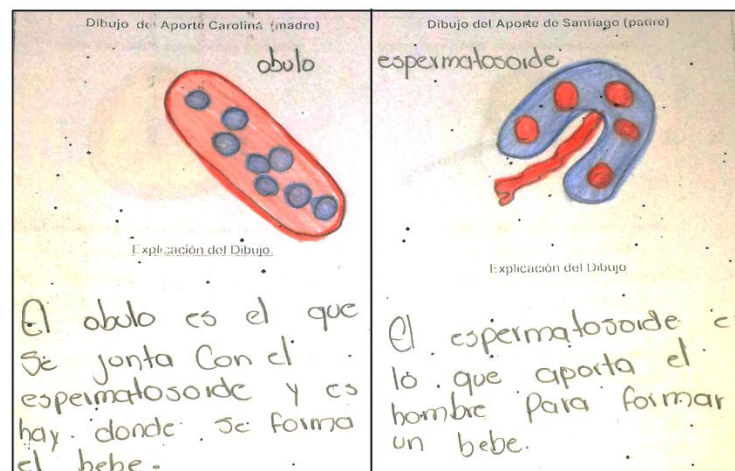 Dibujo del Aporte Carolina (madre)
obulo
Explicación del Dibujo.
El obulo es el que
se junta con el
espermatosoide y es
hay donde se forma
el bebe.
Dibujo del Aporte de Santiago (padre)
espermatosoide
Explicación del Dibujo
El espermatosoide e
lo que aporta el
hombre para formar
un bebe.